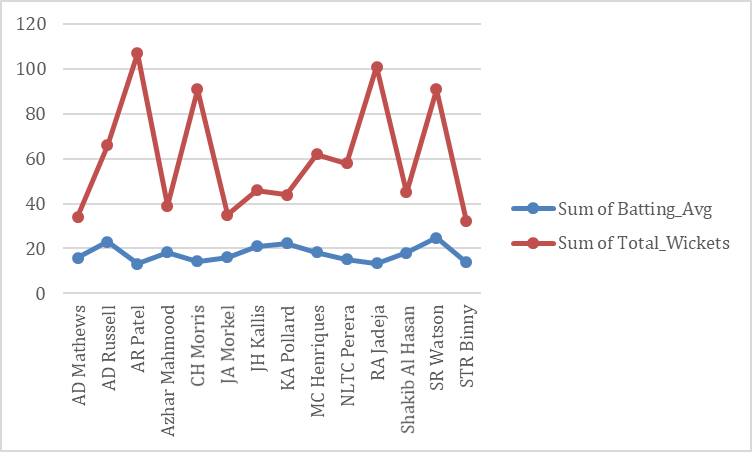 120
100
80
60
40
20
0
AD Mathews
AD Russell
AR Patel
Azhar Mahmood
CH Morris
JA Morkel
JH Kallis
KA Pollard
MC Henriques
NLTC Perera
RA Jadeja
Shakib Al Hasan
SR Watson
STR Binny
Sum of Batting_Avg
Sum of Total_Wickets